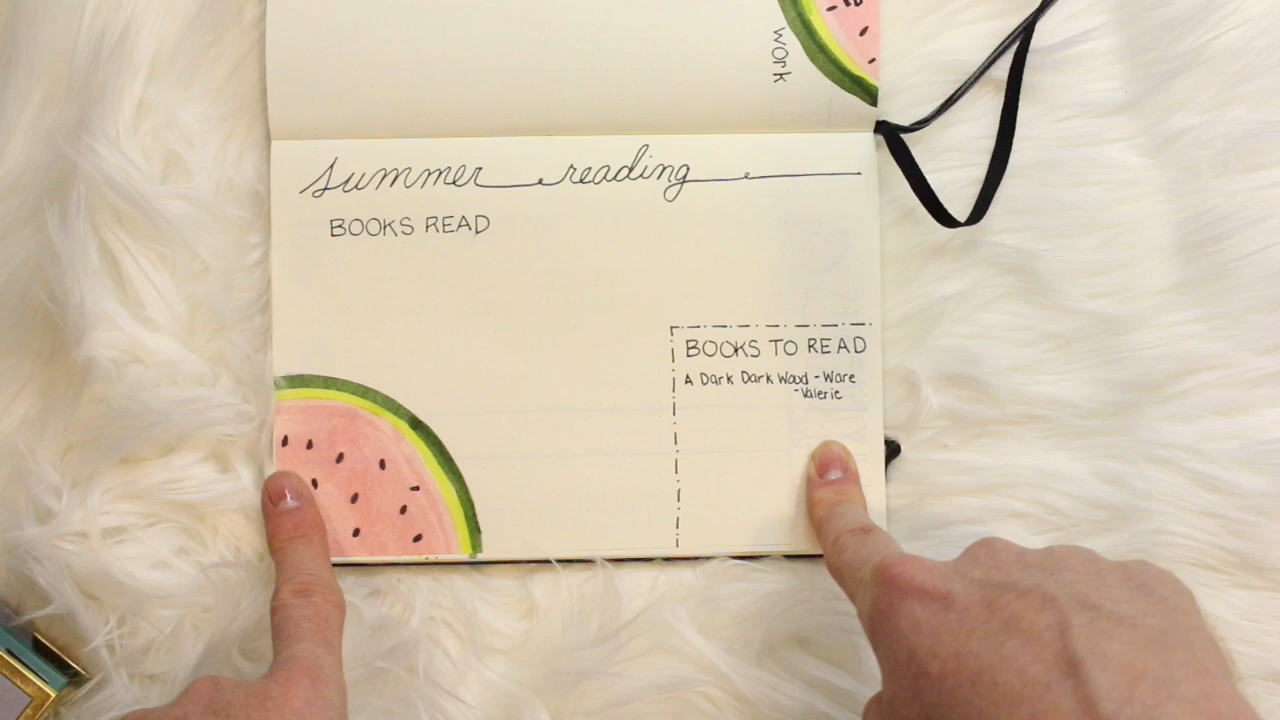 work
summer reading
BOOKS READ
BOOKS TO READ
A Dark Dark Wood - Ware
-Valerie